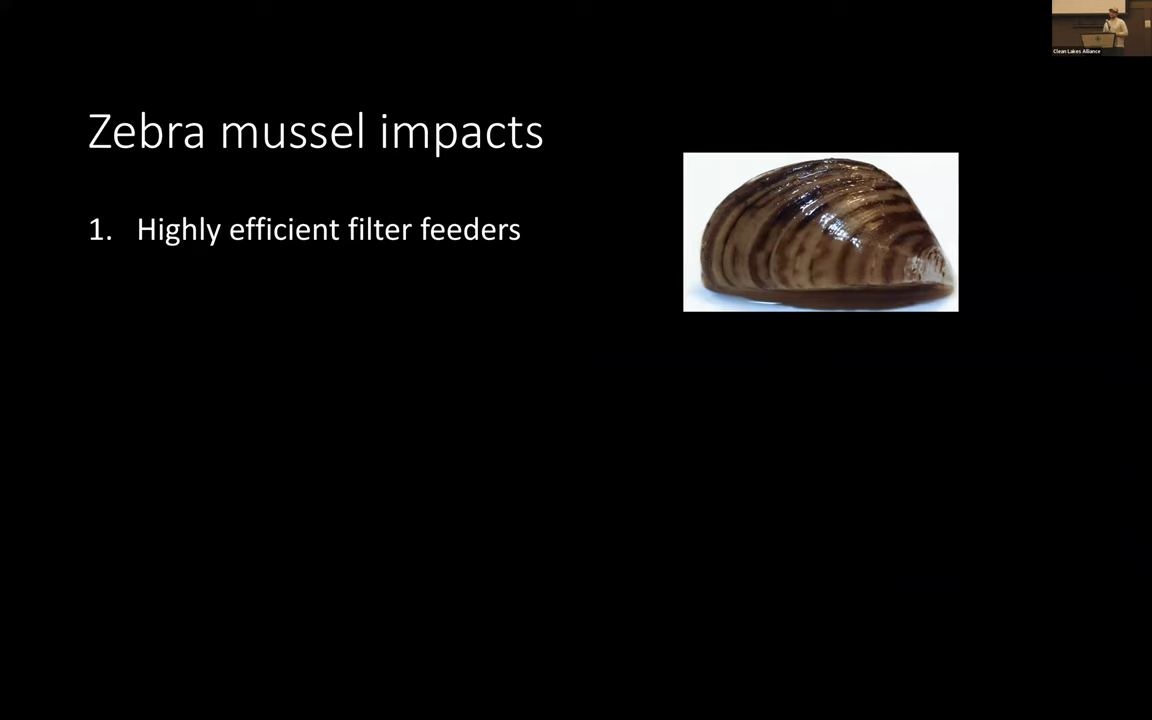 Clean Lakes Alliance
Zebra mussel impacts
1. Highly efficient filter feeders